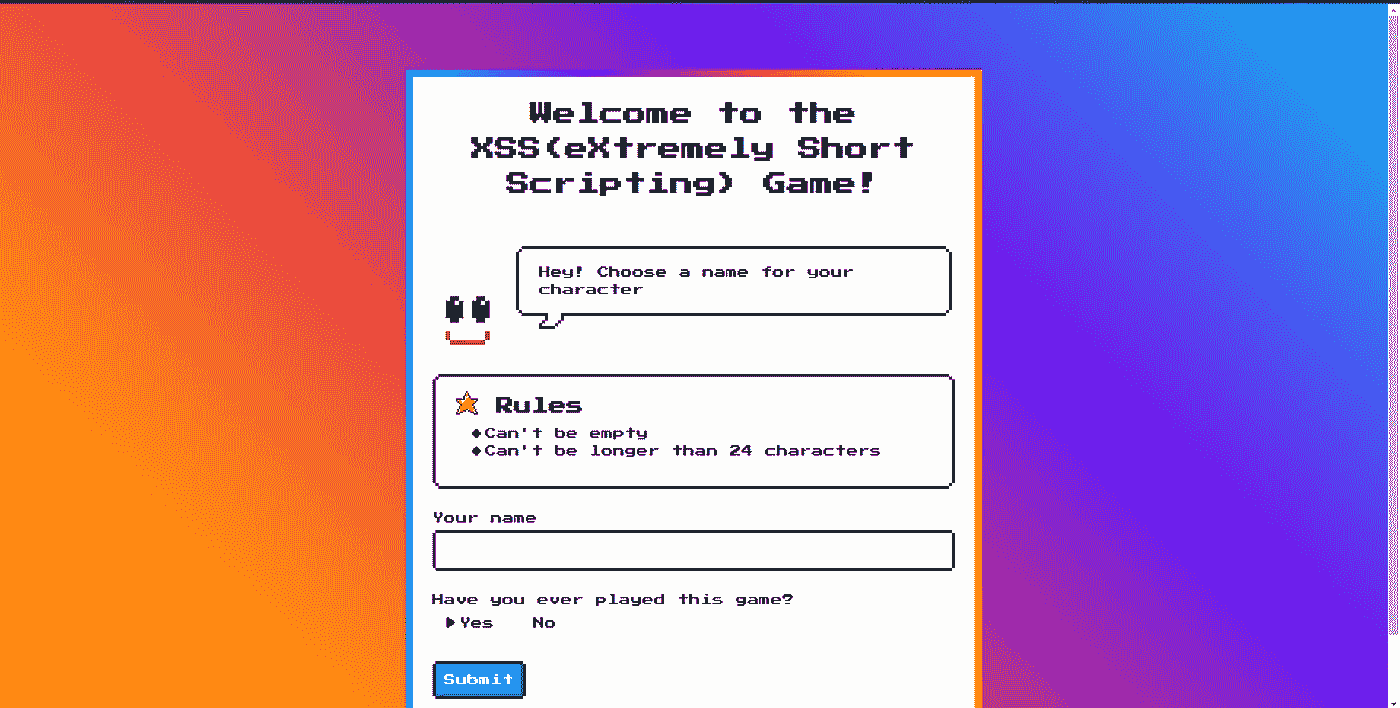 Welcome to the
XSS(eXtremely Short
Scripting) Game!
Hey! Choose a name for your
character
Rules
Can't be empty
Can't be longer than 24 characters
Your name
Have you ever played this game?
Yes No
Submit